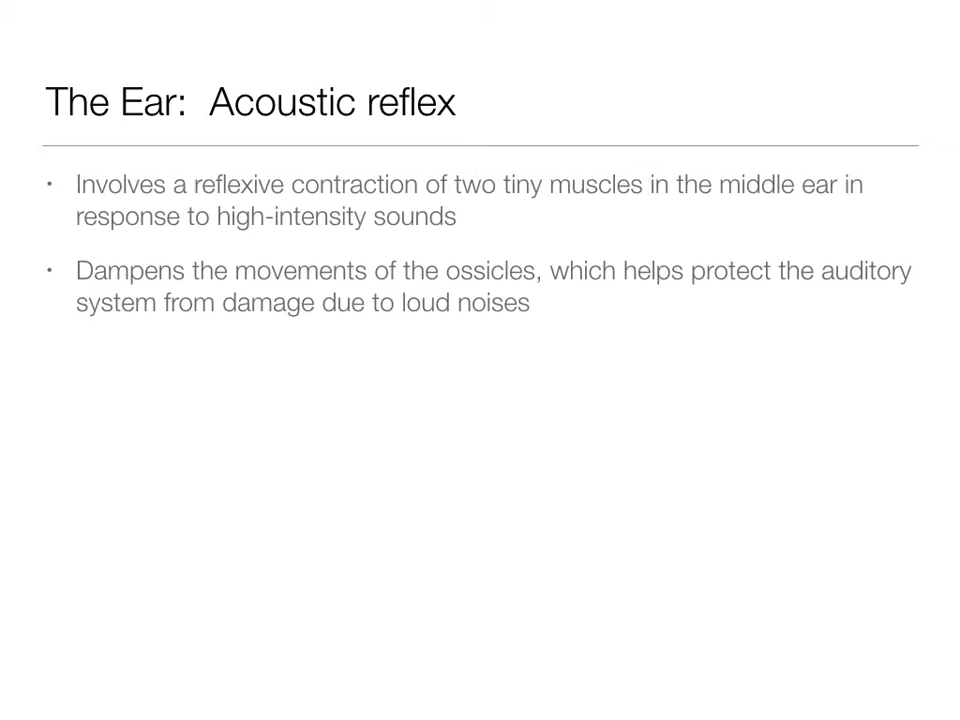 The Ear:  Acoustic reflex
• Involves a reflexive contraction of two tiny muscles in the middle ear in
response to high-intensity sounds
• Dampens the movements of the ossicles, which helps protect the auditory
system from damage due to loud noises